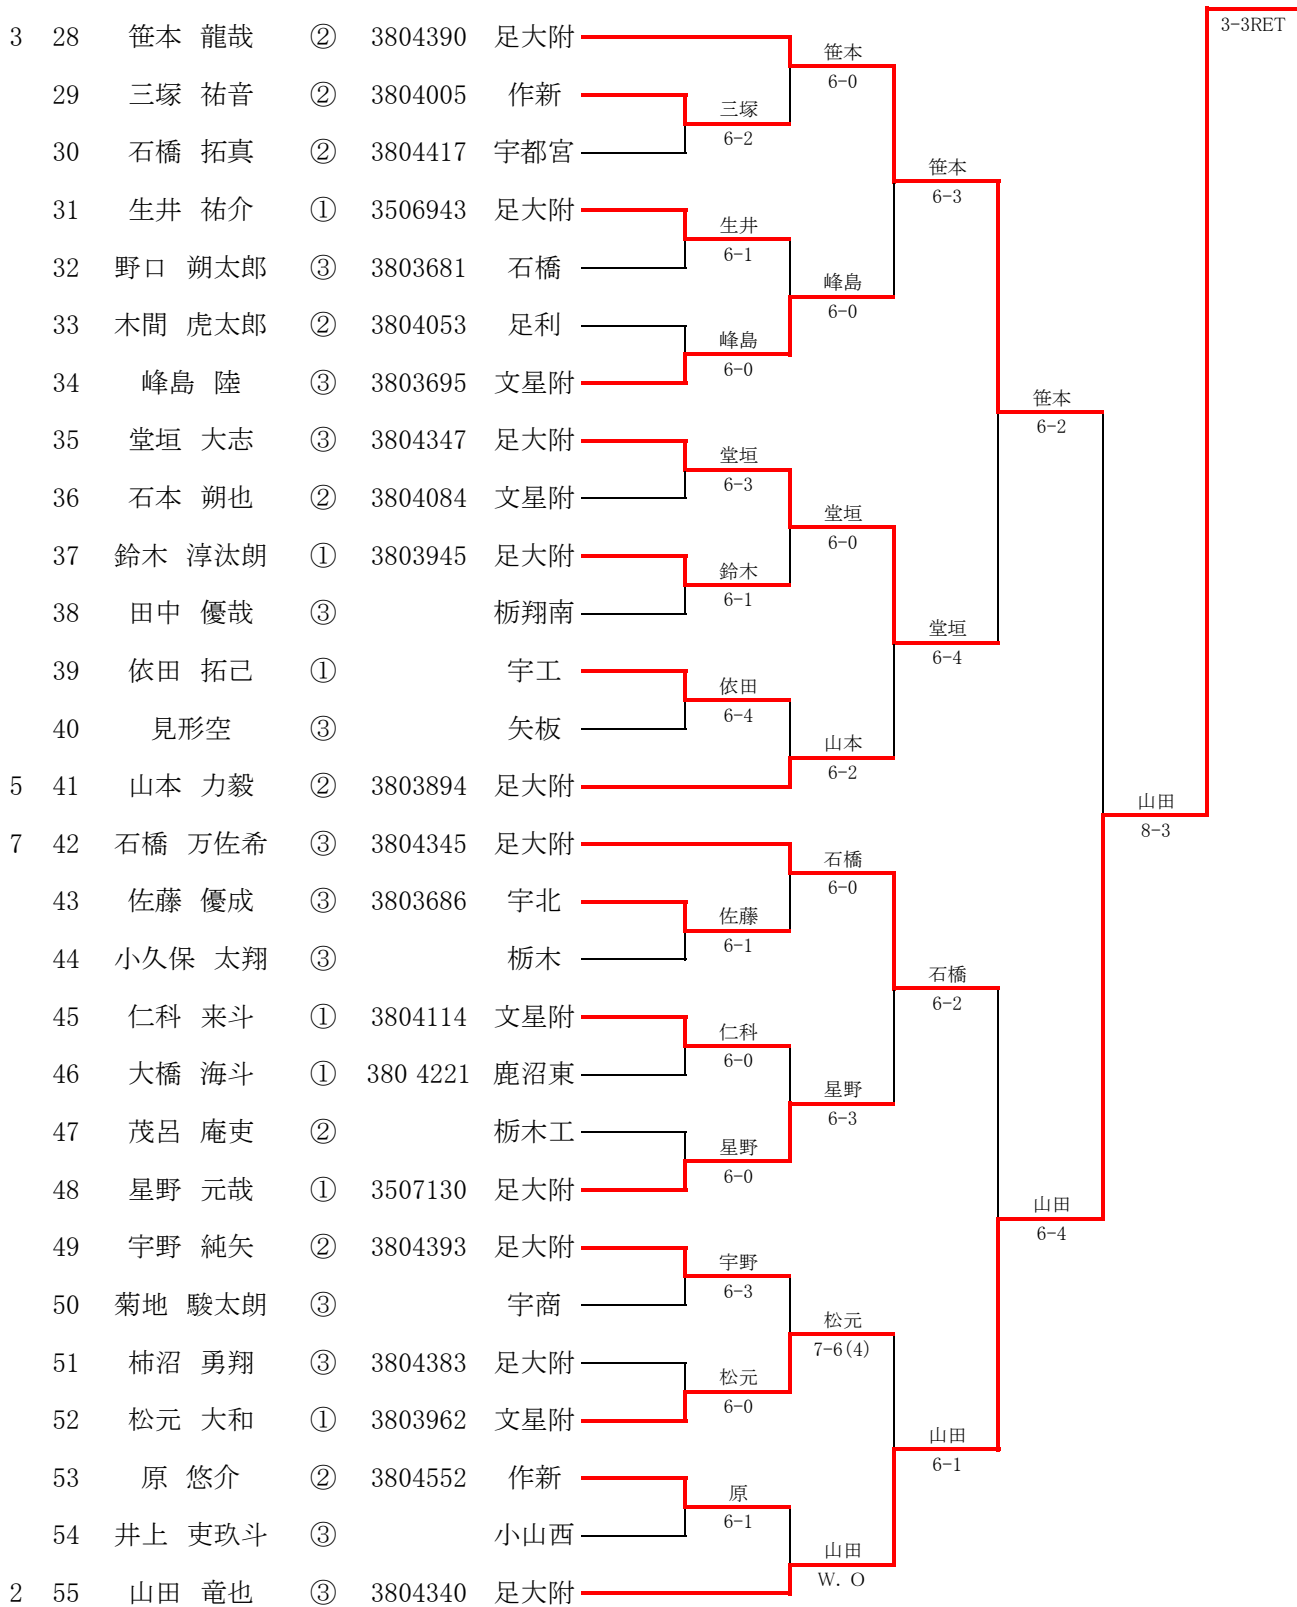 3-3RET
3 28 笹本 龍哉 ② 3804390 足大附
笹本
6-0
29 三塚 祐音 ② 3804005 作新
三塚
6-2
30 石橋 拓真 ② 3804417 宇都宮
笹本
6-3
31 生井 祐介 ① 3506943 足大附
生井
6-1
32 野口 朔太郎 ③ 3803681 石橋
峰島
6-0
33 木間 虎太郎 ② 3804053 足利
峰島
6-0
34 峰島 陸 ③ 3803695 文星附
笹本
6-2
35 堂垣 大志 ③ 3804347 足大附
堂垣
6-3
36 石本 朔也 ② 3804084 文星附
堂垣
6-0
37 鈴木 淳汰朗 ① 3803945 足大附
鈴木
6-1
38 田中 優哉 ③ 栃翔南
堂垣
6-4
39 依田 拓己 ① 宇工
依田
6-4
40 見形空 ③ 矢板
山本
6-2
5 41 山本 力毅 ② 3803894 足大附
山田
8-3
7 42 石橋 万佐希 ③ 3804345 足大附
石橋
6-0
43 佐藤 優成 ③ 3803686 宇北
佐藤
6-1
44 小久保 太翔 ③ 栃木
石橋
6-2
45 仁科 来斗 ① 3804114 文星附
仁科
6-0
46 大橋 海斗 ① 380 4221 鹿沼東
星野
6-3
47 茂呂 庵吏 ② 栃木工
星野
6-0
48 星野 元哉 ① 3507130 足大附
山田
6-4
49 宇野 純矢 ② 3804393 足大附
宇野
6-3
50 菊地 駿太朗 ③ 宇商
松元
7-6(4)
51 柿沼 勇翔 ③ 3804383 足大附
松元
6-0
52 松元 大和 ① 3803962 文星附
山田
6-1
53 原 悠介 ② 3804552 作新
原
6-1
54 井上 吏玖斗 ③ 小山西
山田
W. O
2 55 山田 竜也 ③ 3804340 足大附